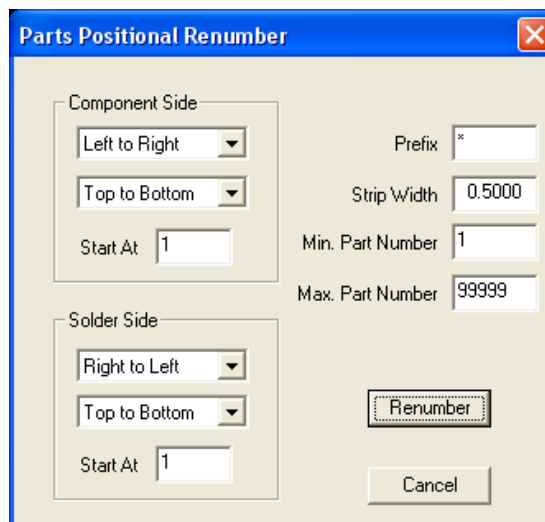 Parts Positional Renumber
Component Side
Left to Right
Top to Bottom
Start At 1
Solder Side
Right to Left
Top to Bottom
Start At 1
Prefix *
Strip Width 0.5000
Min. Part Number 1
Max. Part Number 99999
Renumber
Cancel